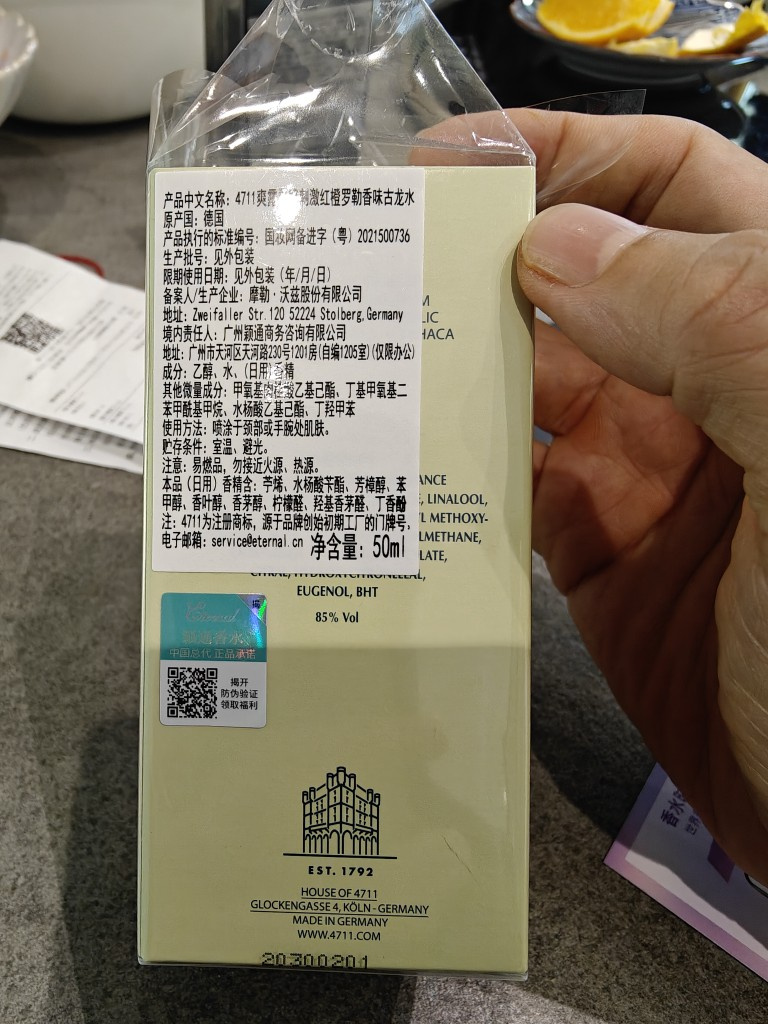 产品中文名称：4711爽露 刺激红橙罗勒香味古龙水
原产国：德国
产品执行的标准编号：国妆网备进字（粤）2021500736
生产批号：见外包装
限期使用日期：见外包装（年/月/日）
备案人/生产企业：摩勒·沃兹股份有限公司
地址：Zweifaller Str.120 52224 Stolberg,Germany
境内责任人：广州颖通商务咨询有限公司
地址：广州市天河区天河路230号1201房(自编1205室)(仅限办公)
成分：乙醇、水、(日用)香精
其他微量成分：甲氧基肉桂酸乙基己酯、丁基甲氧基二
苯甲酰基甲烷、水杨酸乙基己酯、丁羟甲苯
使用方法：喷涂于颈部或手腕处肌肤。
贮存条件：室温、避光。
注意：易燃品，勿接近火源、热源。
本品（日用）香精含：苧烯、水杨酸苄酯、芳樟醇、苯
甲醇、香叶醇、香茅醇、柠檬醛、羟基香茅醛、丁香酚
注：4711为注册商标，源于品牌创始初期工厂的门牌号。
电子邮箱：service@eternal.cn 净含量：50ml
M
LIC
HACA
ANCE
, LINALOOL,
YL METHOXY-
LMETHANE,
LATE,
CITRAL, HYDROXYCITRONELLAL,
EUGENOL, BHT
85% Vol
Eternal
揭
颖通香水
中国总代 正品承诺
揭开
防伪验证
领取福利
EST. 1792
HOUSE OF 4711
GLOCKENGASSE 4, KÖLN - GERMANY
MADE IN GERMANY
WWW.4711.COM
20300201
香水
世界